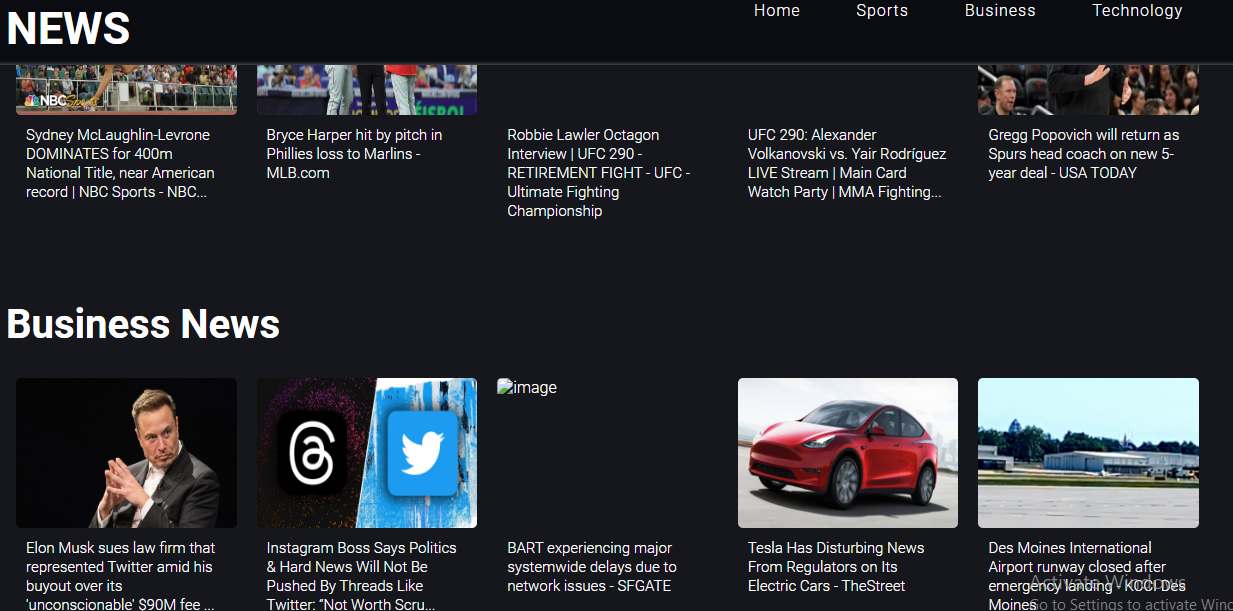 NEWS
Home Sports Business Technology
NBC Sports
Sydney McLaughlin-Levrone
DOMINATES for 400m
National Title, near American
record | NBC Sports - NBC...
ÉISBOL
Bryce Harper hit by pitch in
Phillies loss to Marlins -
MLB.com
Robbie Lawler Octagon
Interview | UFC 290 -
RETIREMENT FIGHT - UFC -
Ultimate Fighting
Championship
UFC 290: Alexander
Volkanovski vs. Yair Rodríguez
LIVE Stream | Main Card
Watch Party | MMA Fighting...
Gregg Popovich will return as
Spurs head coach on new 5-
year deal - USA TODAY
Business News
Elon Musk sues law firm that
represented Twitter amid his
buyout over its
'unconscionable' $90M fee ...
Instagram Boss Says Politics
& Hard News Will Not Be
Pushed By Threads Like
Twitter: “Not Worth Scru...
image
BART experiencing major
systemwide delays due to
network issues - SFGATE
Tesla Has Disturbing News
From Regulators on Its
Electric Cars - TheStreet
Des Moines International
Airport runway closed after
emergency landing - KCCI Des
Moines
Activate Windows
Go to Settings to activate Wind